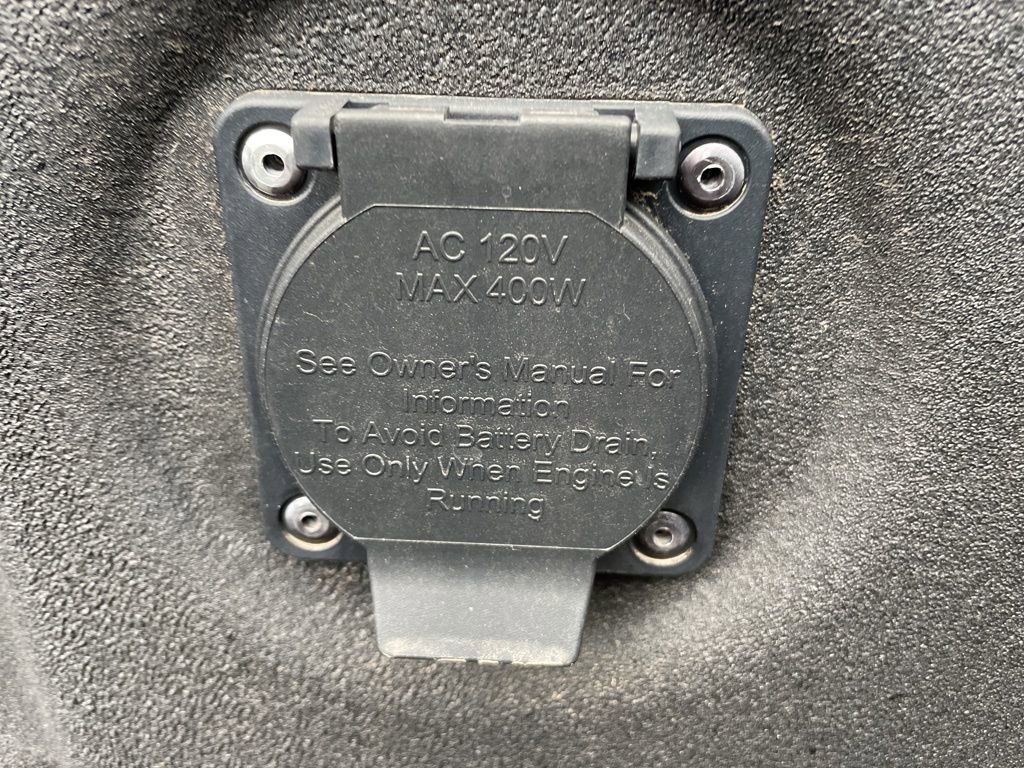 AC 120V
MAX 400W
See Owner's Manual For
Information
To Avoid Battery Drain,
Use Only When Engine Is
Running